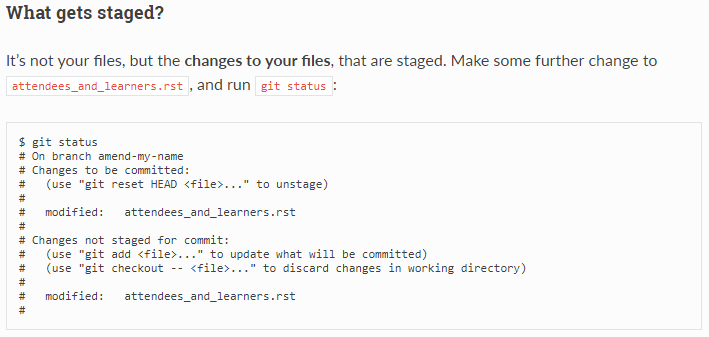 What gets staged?
It’s not your files, but the changes to your files, that are staged. Make some further change to
attendees_and_learners.rst , and run git status :
$ git status
# On branch amend-my-name
# Changes to be committed:
#   (use "git reset HEAD <file>..." to unstage)
#
#   modified:   attendees_and_learners.rst
#
# Changes not staged for commit:
#   (use "git add <file>..." to update what will be committed)
#   (use "git checkout -- <file>..." to discard changes in working directory)
#
#   modified:   attendees_and_learners.rst
#